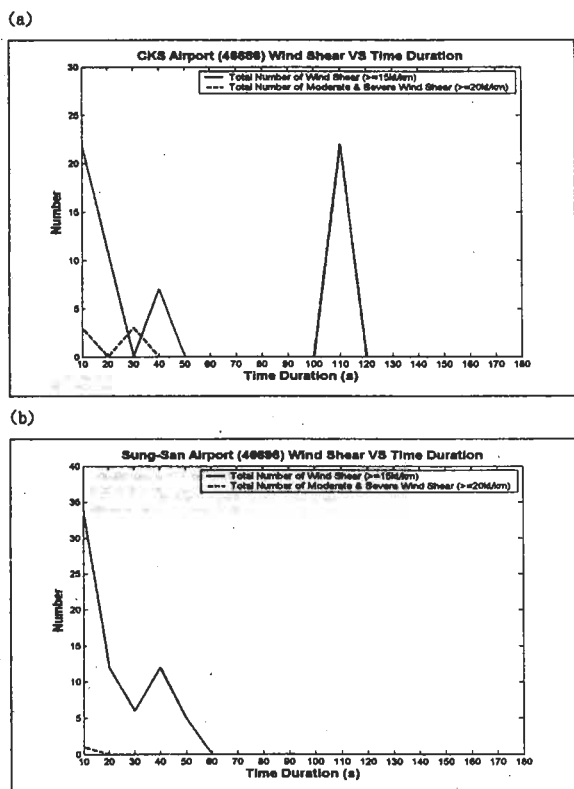 (a)
CKS Airport (46686) Wind Shear VS Time Duration
30
25
20
15
10
5
0
Number
Total Number of Wind Shear (>=15kt/km)
Total Number of Moderate & Severe Wind Shear (>=20kt/km)
10 20 30 40 50 60 70 80 90 100 110 120 130 140 150 160 170 180
Time Duration (s)
(b)
Sung-San Airport (46696) Wind Shear VS Time Duration
40
35
30
25
20
15
10
5
0
Number
Total Number of Wind Shear (>=15kt/km)
Total Number of Moderate & Severe Wind Shear (>=20kt/km)
10 20 30 40 50 60 70 80 90 100 110 120 130 140 150 160 170 180
Time Duration (s)